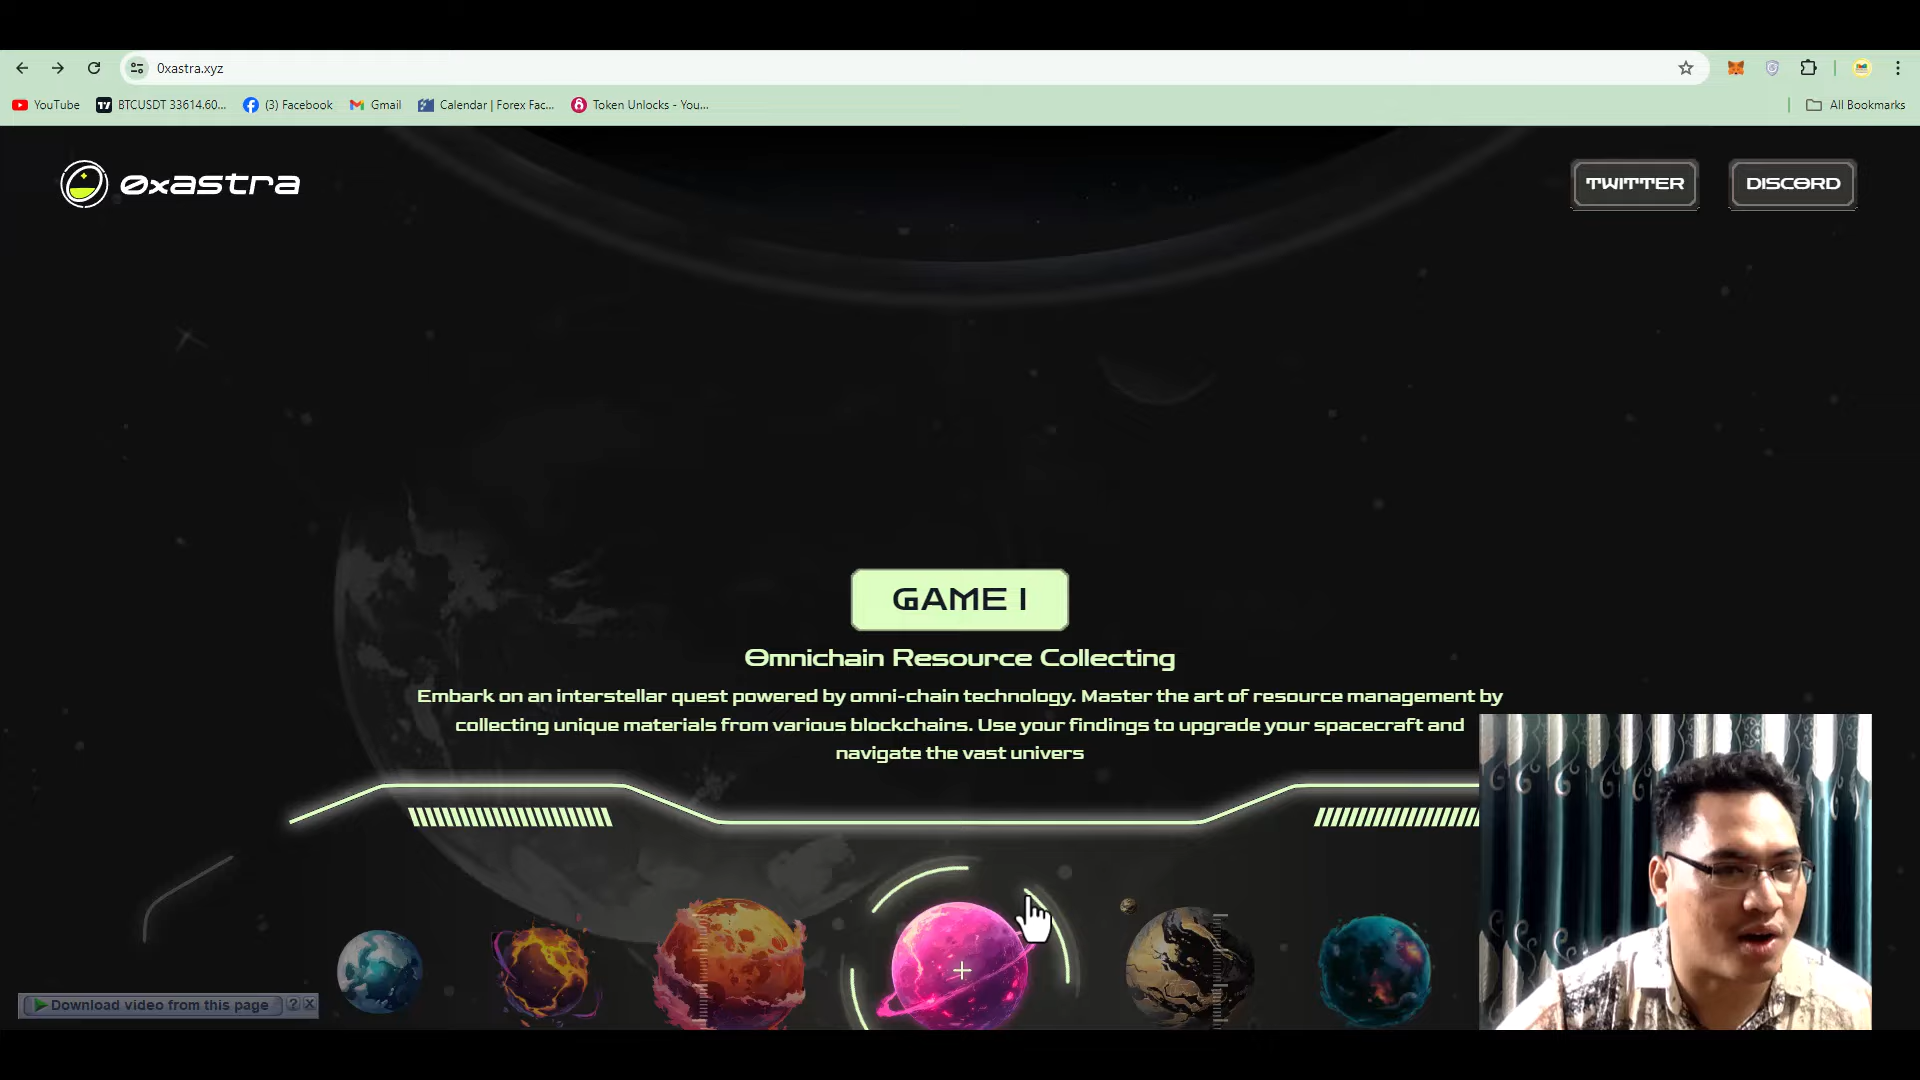 0xastra.xyz
YouTube
BTCUSDT 33614.60...
(3) Facebook
Gmail
Calendar | Forex Fac...
Token Unlocks - You...
All Bookmarks
0xastra
TWITTER
DISCORD
GAME 1
Omnichain Resource Collecting
Embark on an interstellar quest powered by omni-chain technology. Master the art of resource management by
collecting unique materials from various blockchains. Use your findings to upgrade your spacecraft and
navigate the vast univers
Download video from this page ? X